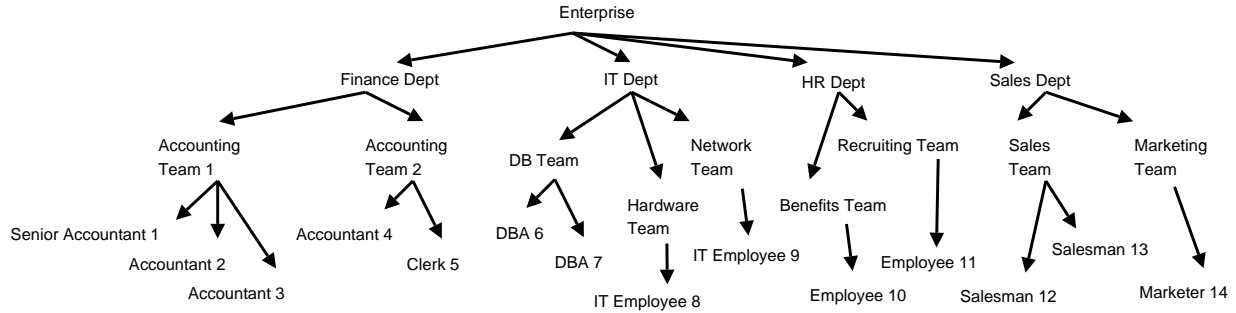 Enterprise
Finance Dept
IT Dept
HR Dept
Sales Dept
Accounting
Team 1
Accounting
Team 2
DB Team
Network
Team
Recruiting Team
Sales
Team
Marketing
Team
Hardware
Team
Benefits Team
Senior Accountant 1
Accountant 2
Accountant 3
Accountant 4
Clerk 5
DBA 6
DBA 7
IT Employee 8
IT Employee 9
Employee 10
Employee 11
Salesman 12
Salesman 13
Marketer 14